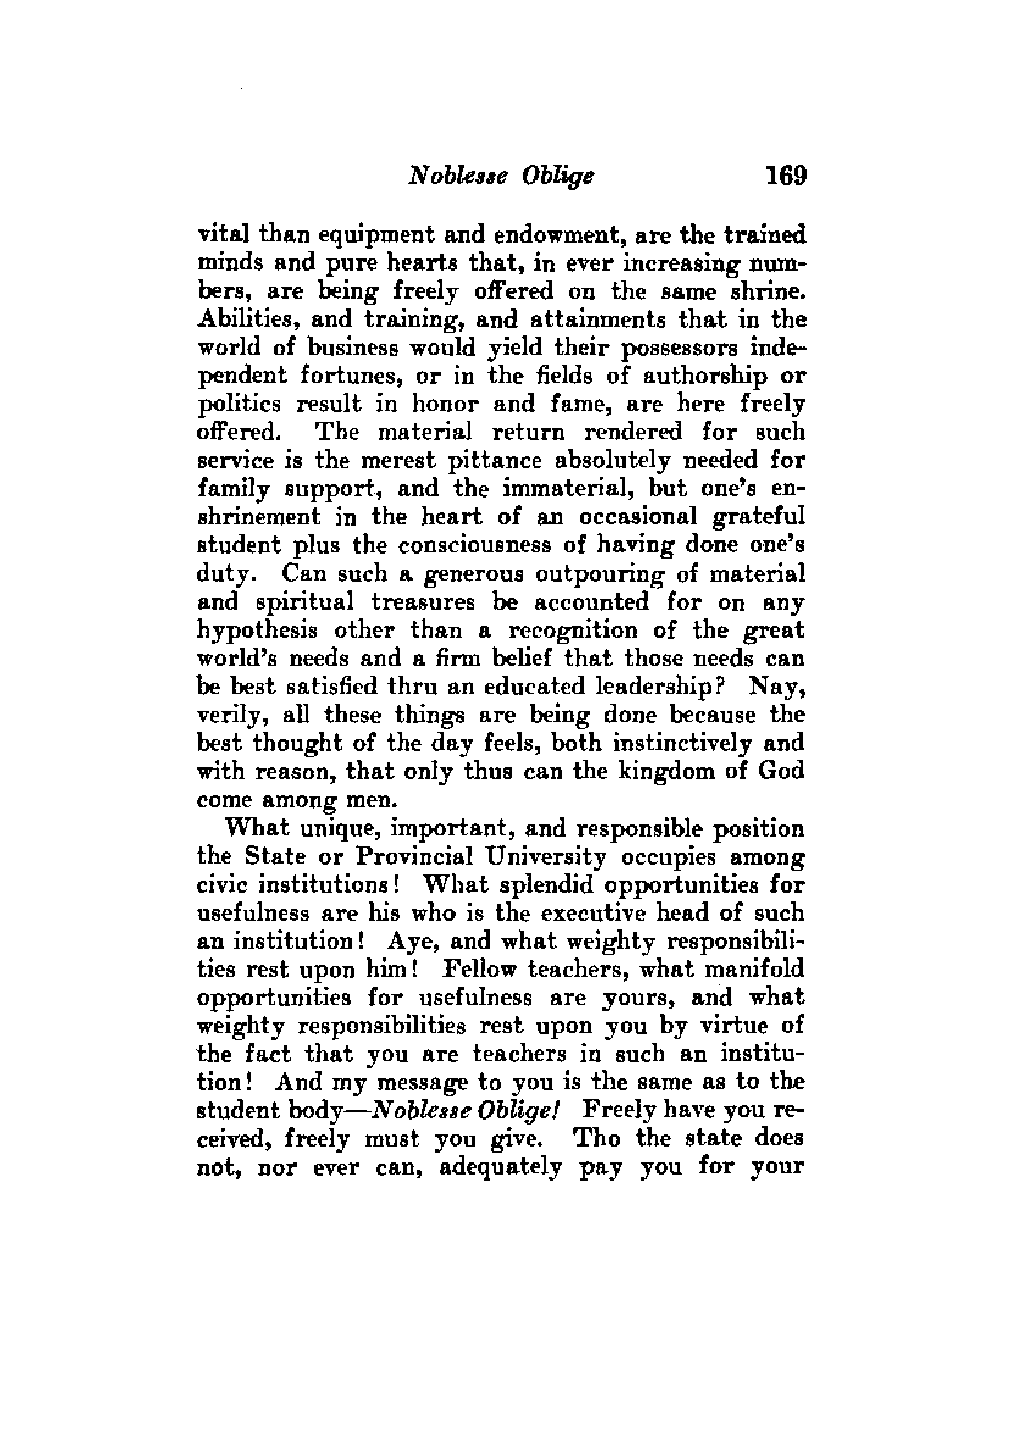 Noblesse Oblige 169
vital than equipment and endowment, are the trained
minds and pure hearts that, in ever increasing num-
bers, are being freely offered on the same shrine.
Abilities, and training, and attainments that in the
world of business would yield their possessors inde-
pendent fortunes, or in the fields of authorship or
politics result in honor and fame, are here freely
offered. The material return rendered for such
service is the merest pittance absolutely needed for
family support, and the immaterial, but one's en-
shrinement in the heart of an occasional grateful
student plus the consciousness of having done one's
duty. Can such a generous outpouring of material
and spiritual treasures be accounted for on any
hypothesis other than a recognition of the great
world's needs and a firm belief that those needs can
be best satisfied thru an educated leadership? Nay,
verily, all these things are being done because the
best thought of the day feels, both instinctively and
with reason, that only thus can the kingdom of God
come among men.
What unique, important, and responsible position
the State or Provincial University occupies among
civic institutions! What splendid opportunities for
usefulness are his who is the executive head of such
an institution! Aye, and what weighty responsibili-
ties rest upon him! Fellow teachers, what manifold
opportunities for usefulness are yours, and what
weighty responsibilities rest upon you by virtue of
the fact that you are teachers in such an institu-
tion! And my message to you is the same as to the
student body—Noblesse Oblige! Freely have you re-
ceived, freely must you give. Tho the state does
not, nor ever can, adequately pay you for your